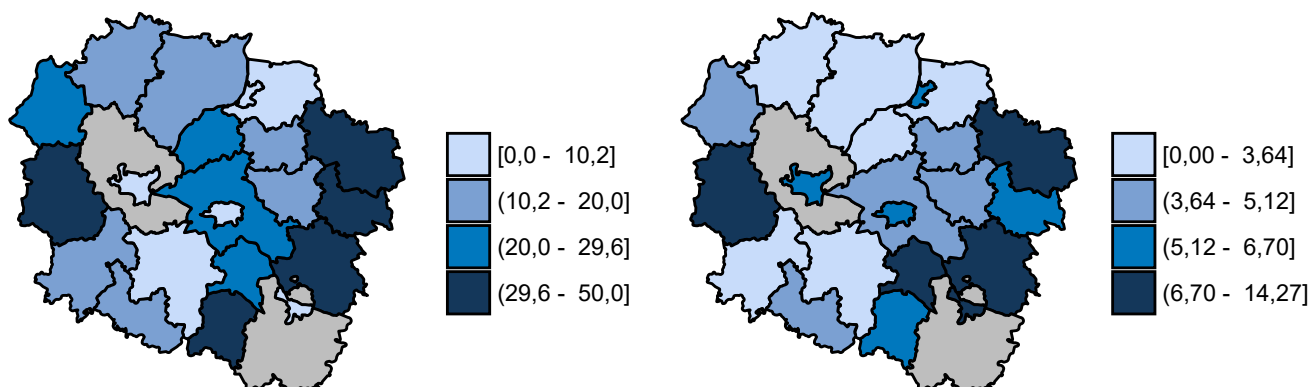 [0,0 - 10,2]
(10,2 - 20,0]
(20,0 - 29,6]
(29,6 - 50,0]
[0,00 - 3,64]
(3,64 - 5,12]
(5,12 - 6,70]
(6,70 - 14,27]